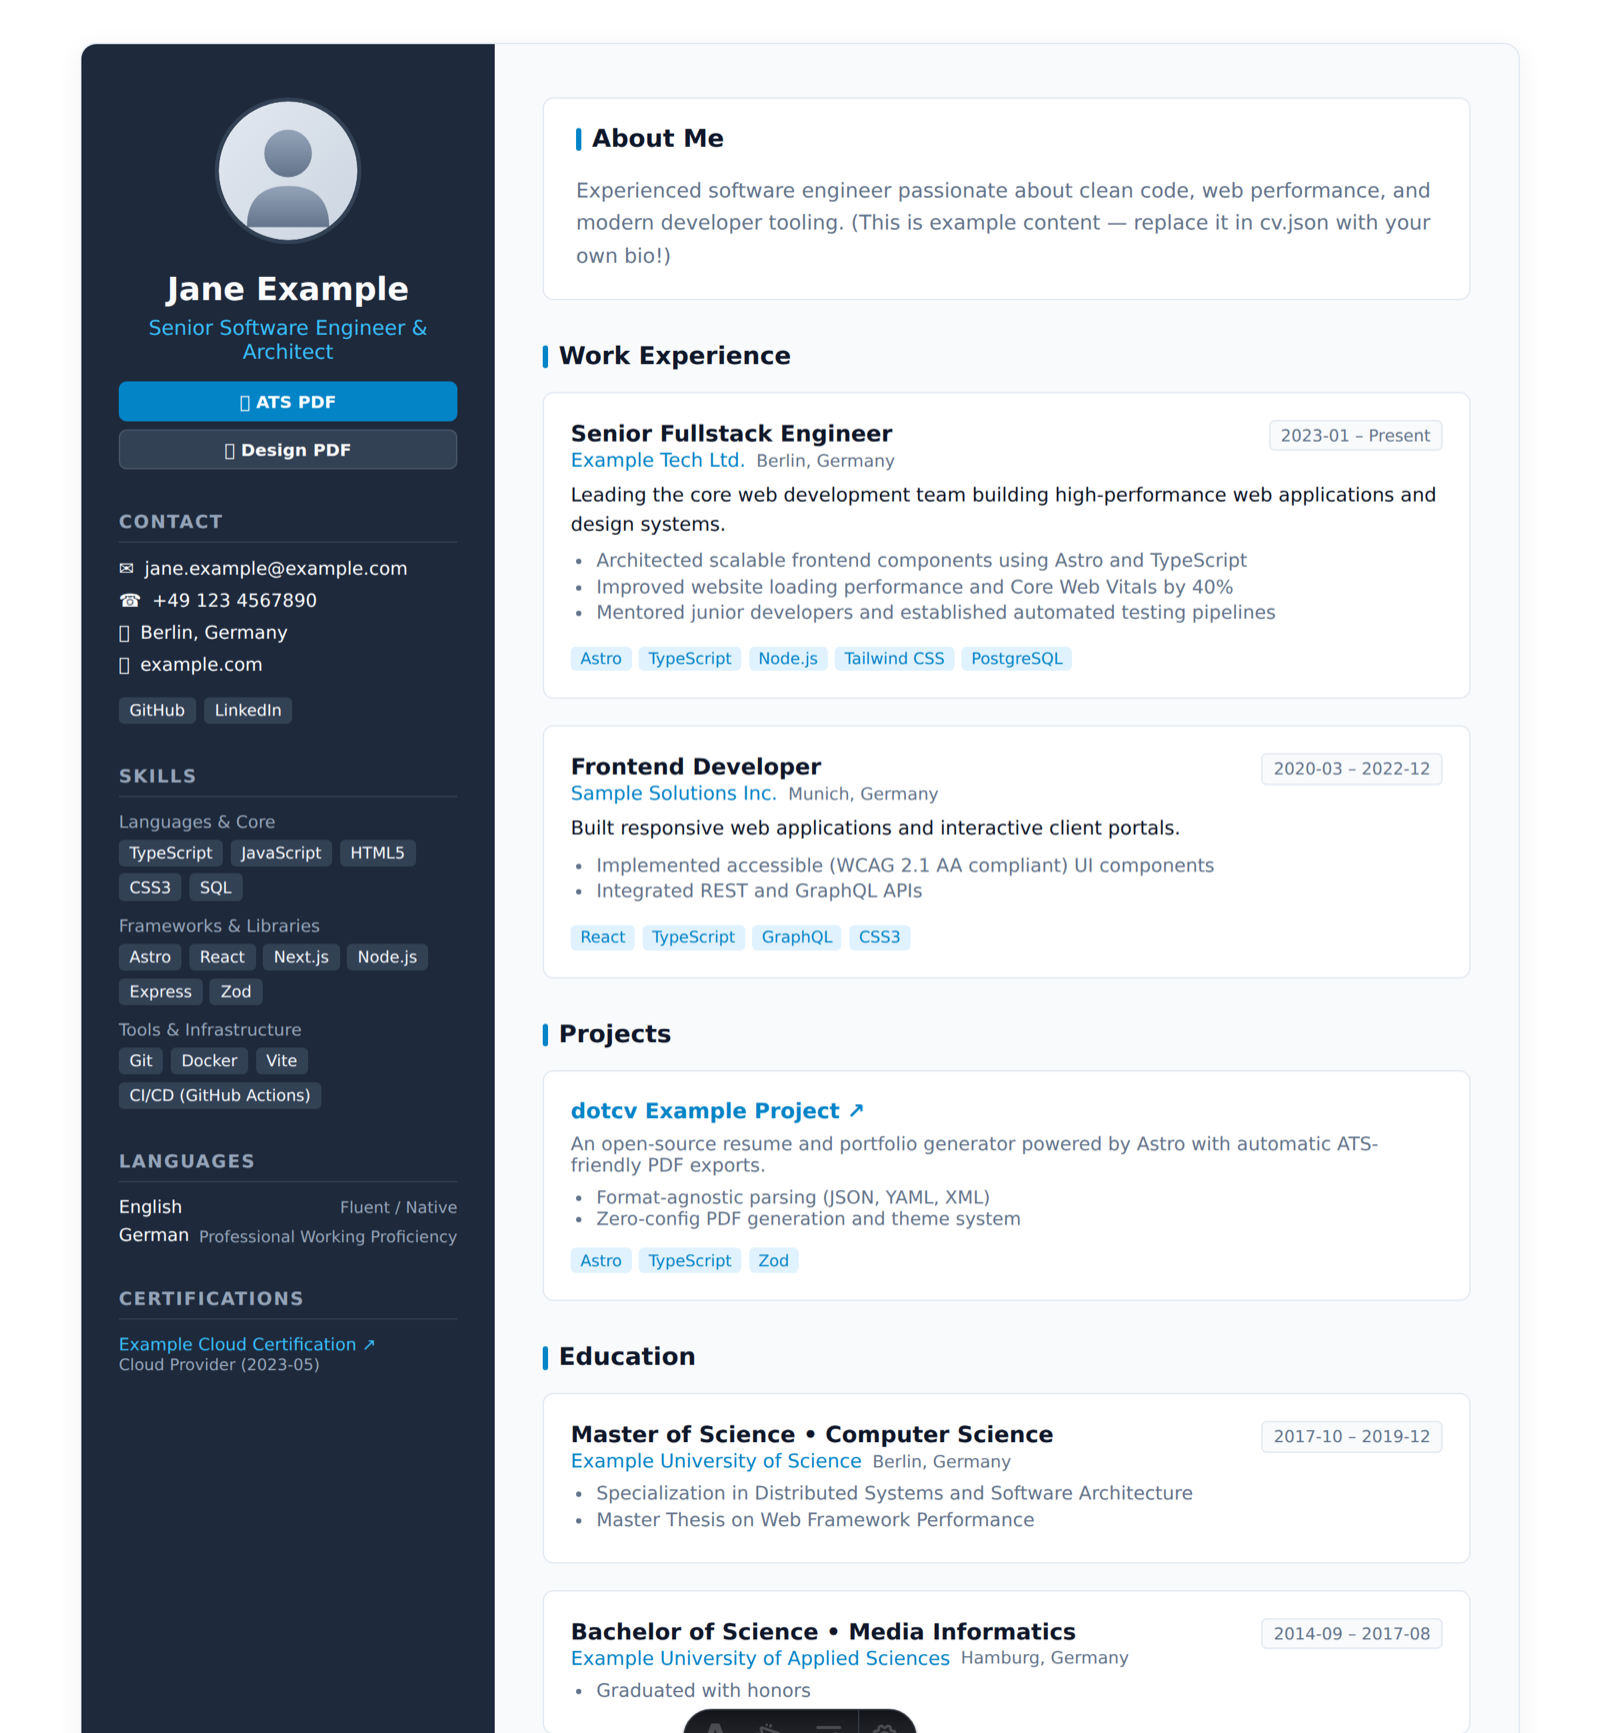 Jane Example
Senior Software Engineer &
Architect
ATS PDF
Design PDF
CONTACT
✉ jane.example@example.com
☎ +49 123 4567890
Berlin, Germany
example.com
GitHub LinkedIn
SKILLS
Languages & Core
TypeScript JavaScript HTML5
CSS3 SQL
Frameworks & Libraries
Astro React Next.js Node.js
Express Zod
Tools & Infrastructure
Git Docker Vite
CI/CD (GitHub Actions)
LANGUAGES
English Fluent / Native
German Professional Working Proficiency
CERTIFICATIONS
Example Cloud Certification ↗
Cloud Provider (2023-05)
About Me
Experienced software engineer passionate about clean code, web performance, and
modern developer tooling. (This is example content — replace it in cv.json with your
own bio!)
Work Experience
Senior Fullstack Engineer 2023-01 – Present
Example Tech Ltd. Berlin, Germany
Leading the core web development team building high-performance web applications and
design systems.
• Architected scalable frontend components using Astro and TypeScript
• Improved website loading performance and Core Web Vitals by 40%
• Mentored junior developers and established automated testing pipelines
Astro TypeScript Node.js Tailwind CSS PostgreSQL
Frontend Developer 2020-03 – 2022-12
Sample Solutions Inc. Munich, Germany
Built responsive web applications and interactive client portals.
• Implemented accessible (WCAG 2.1 AA compliant) UI components
• Integrated REST and GraphQL APIs
React TypeScript GraphQL CSS3
Projects
dotcv Example Project ↗
An open-source resume and portfolio generator powered by Astro with automatic ATS-
friendly PDF exports.
• Format-agnostic parsing (JSON, YAML, XML)
• Zero-config PDF generation and theme system
Astro TypeScript Zod
Education
Master of Science • Computer Science 2017-10 – 2019-12
Example University of Science Berlin, Germany
• Specialization in Distributed Systems and Software Architecture
• Master Thesis on Web Framework Performance
Bachelor of Science • Media Informatics 2014-09 – 2017-08
Example University of Applied Sciences Hamburg, Germany
• Graduated with honors